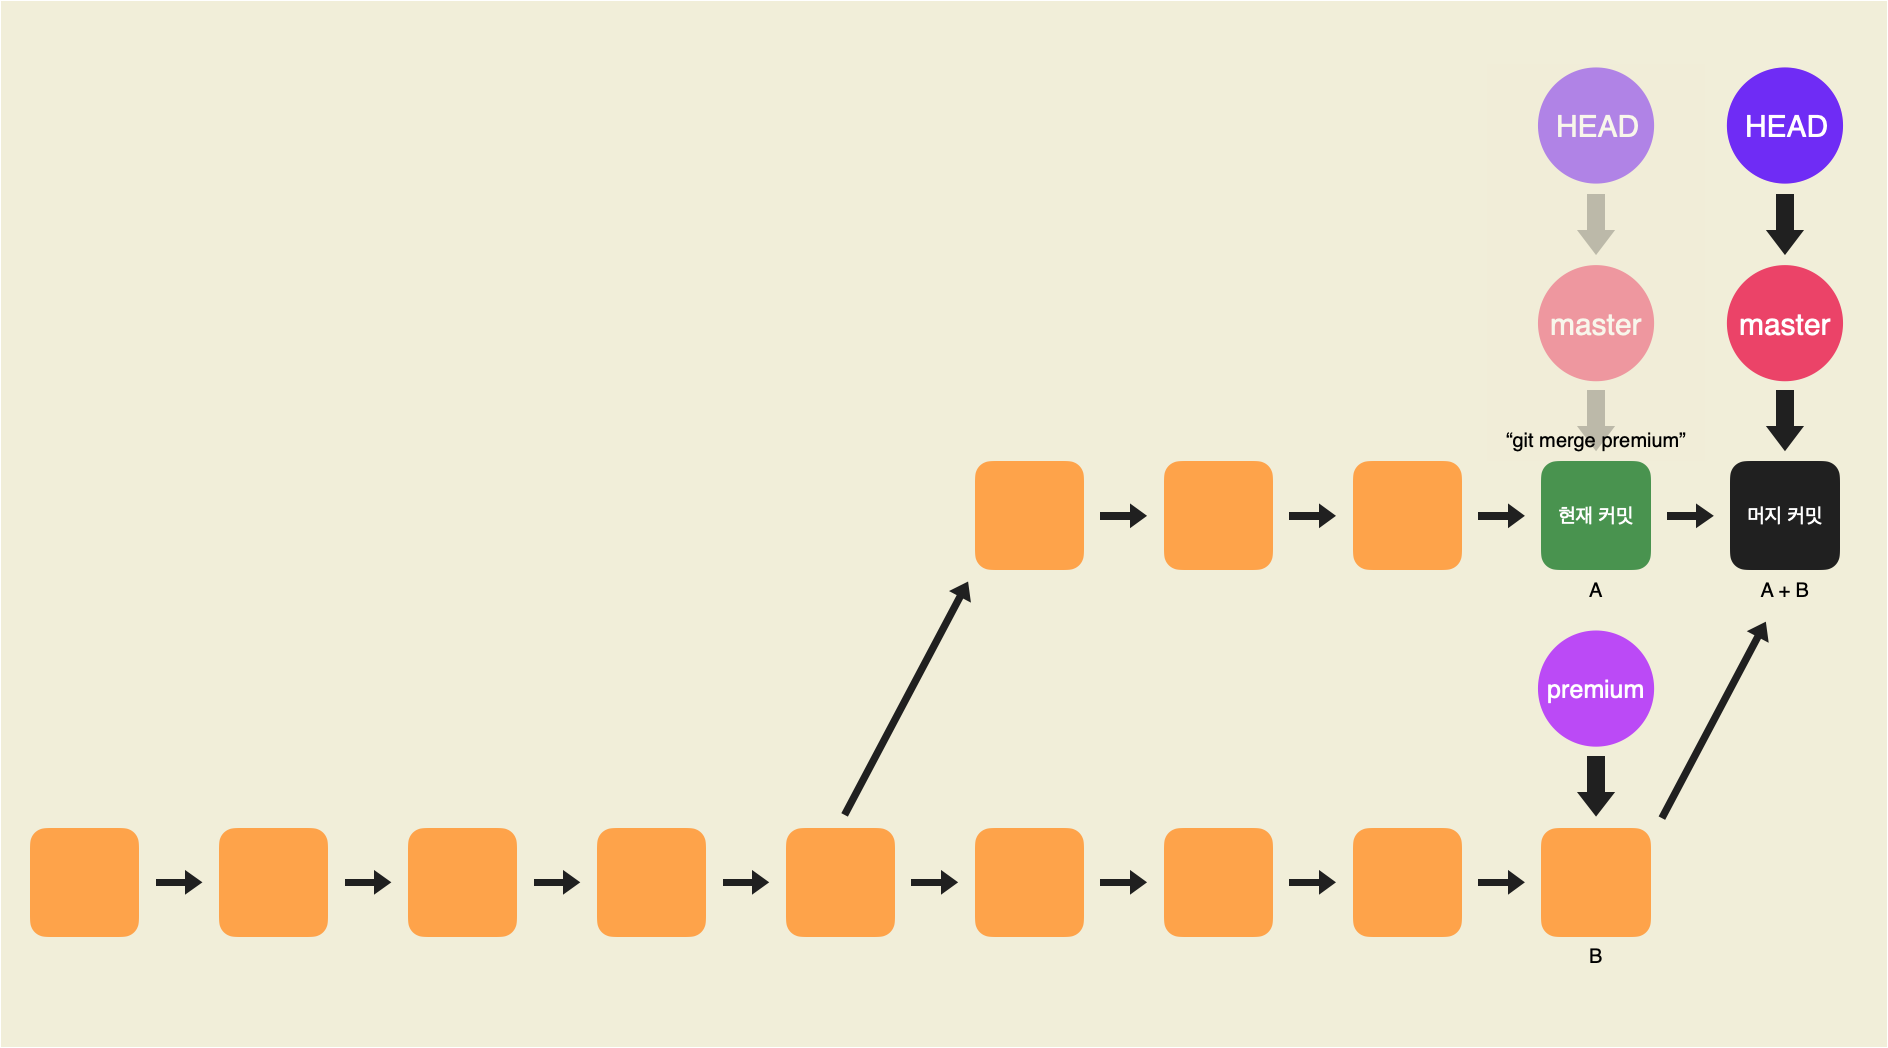 HEAD
HEAD
master
master
“git merge premium”
현재 커밋
머지 커밋
A
A + B
premium
B